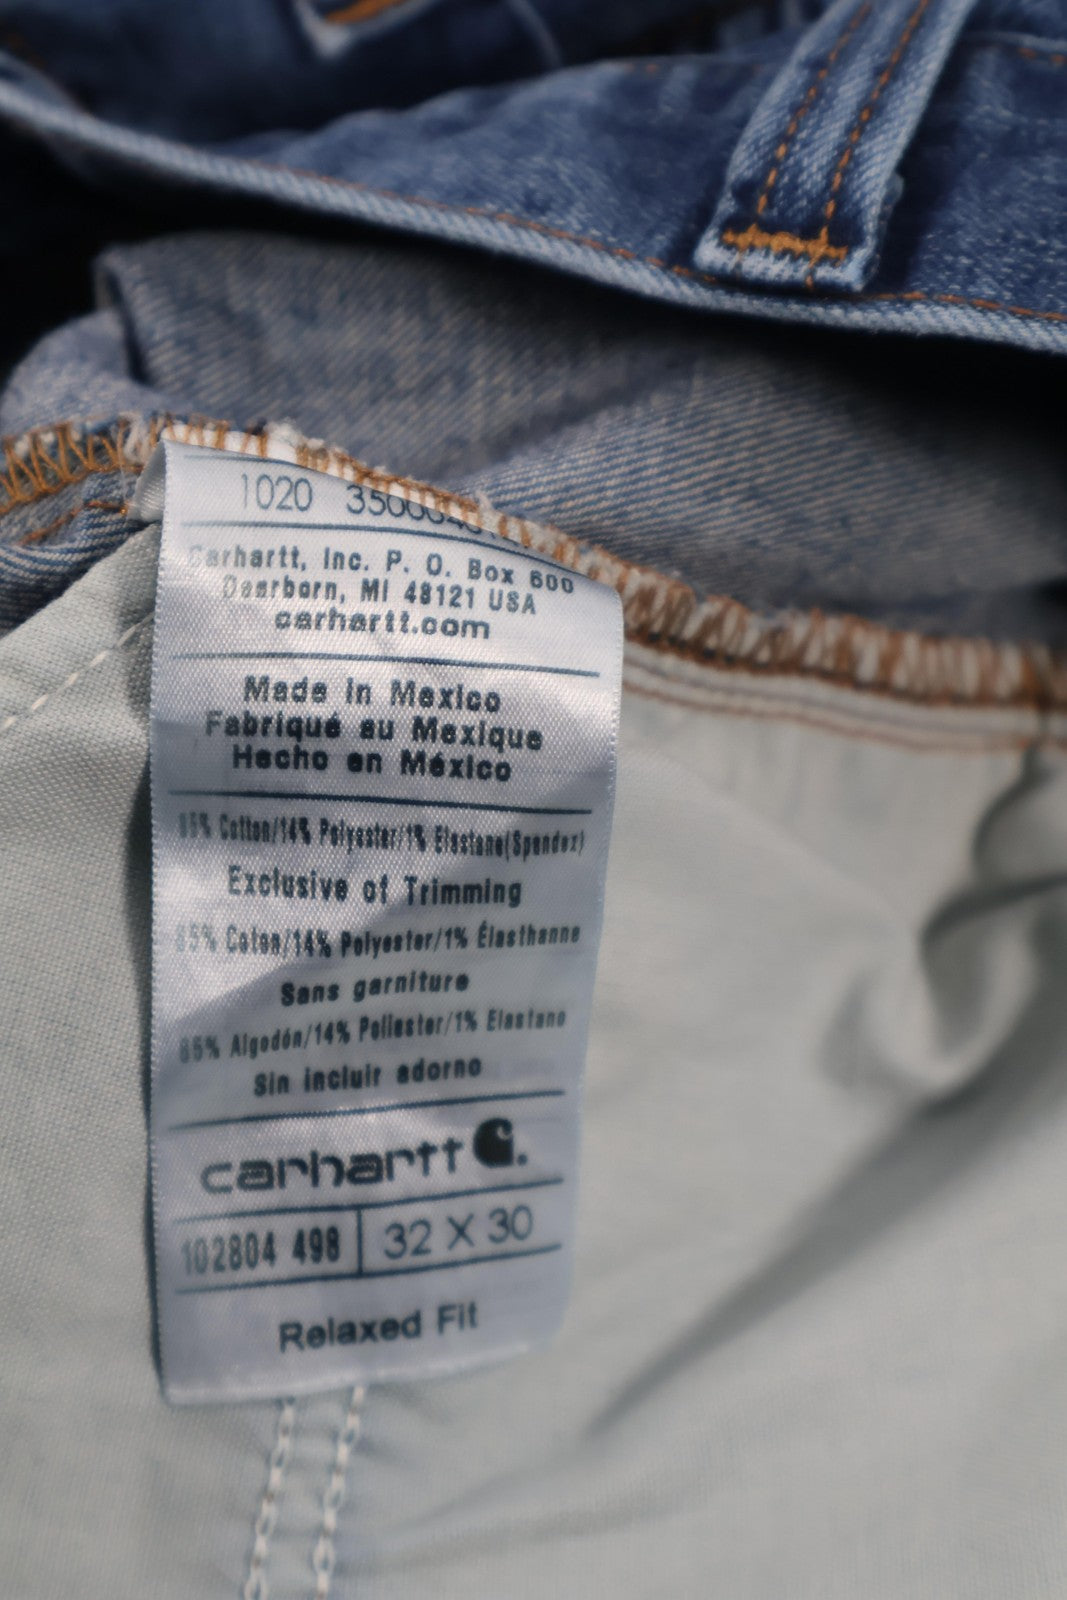 1020
Carhartt, Inc. P. O. Box 600
Dearborn, MI 48121 USA
carhartt.com
Made in Mexico
Fabriqué au Mexique
Hecho en México
85% Cotton/14% Polyester/1% Elastane(Spandex)
Exclusive of Trimming
85% Coton/14% Polyester/1% Élasthanne
Sans garniture
85% Algodón/14% Poliester/1% Elastano
Sin incluir adorno
carhartt
102804 498 32 X 30
Relaxed Fit